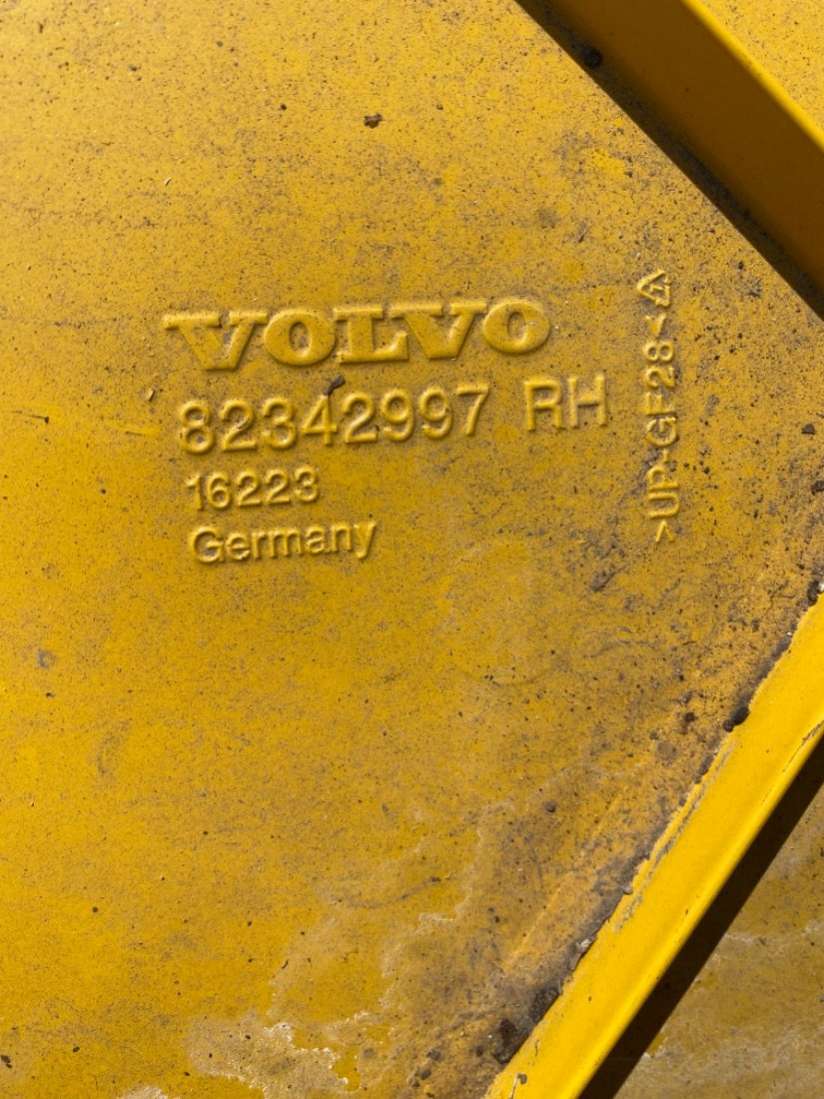 VOLVO
82342997 RH
16223
Germany
>UP-GF28<